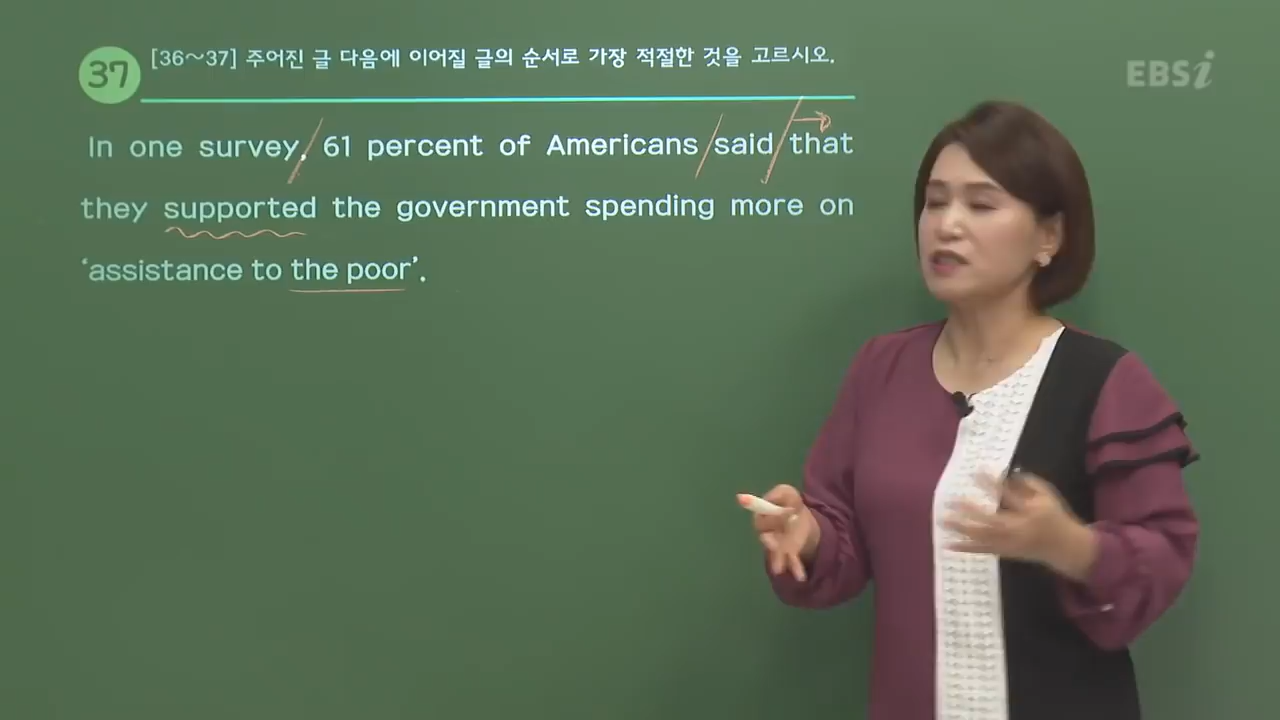 37
[36~37] 주어진 글 다음에 이어질 글의 순서로 가장 적절한 것을 고르시오.
EBSi
In one survey, 61 percent of Americans said that
they supported the government spending more on
‘assistance to the poor’.